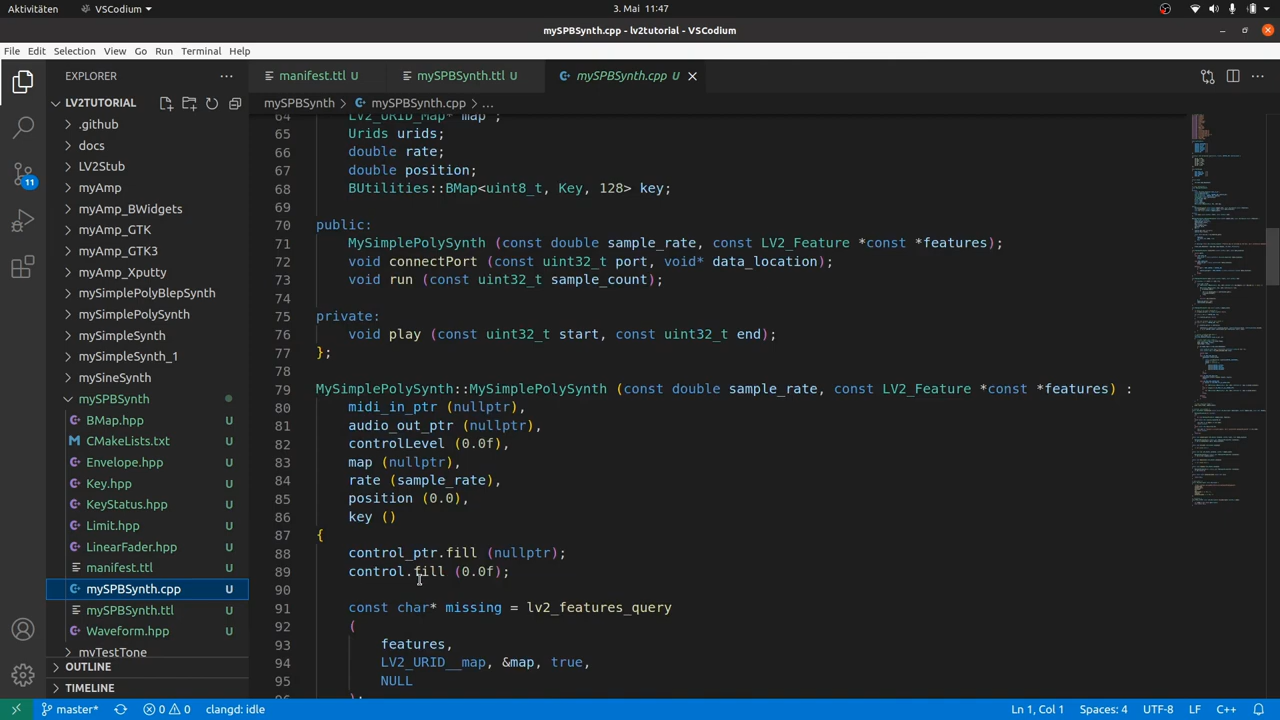 Aktivitäten VSCodium 3. Mai 11:47
mySPBSynth.cpp - lv2tutorial - VSCodium
File Edit Selection View Go Run Terminal Help
EXPLORER ··· manifest.ttl U mySPBSynth.ttl U mySPBSynth.cpp U
LV2TUTORIAL mySPBSynth > mySPBSynth.cpp > ...
.github
docs
LV2Stub
myAmp
myAmp_BWidgets
myAmp_GTK
myAmp_GTK3
myAmp_Xputty
mySimplePolyBlepSynth
mySimplePolySynth
mySimpleSynth
mySimpleSynth_1
mySineSynth
mySPBSynth
BMap.hpp U
CMakeLists.txt U
Envelope.hpp U
Key.hpp U
KeyStatus.hpp U
Limit.hpp U
LinearFader.hpp U
manifest.ttl U
mySPBSynth.cpp U
mySPBSynth.ttl U
Waveform.hpp U
myTestTone
OUTLINE
TIMELINE
64 LV2_URID_Map* map ;
65 Urids urids;
66 double rate;
67 double position;
68 BUtilities::BMap<uint8_t, Key, 128> key;
69
70 public:
71 MySimplePolySynth (const double sample_rate, const LV2_Feature *const *features);
72 void connectPort (const uint32_t port, void* data_location);
73 void run (const uint32_t sample_count);
74
75 private:
76 void play (const uint32_t start, const uint32_t end);
77 };
78
79 MySimplePolySynth::MySimplePolySynth (const double sample_rate, const LV2_Feature *const *features) :
80 midi_in_ptr (nullptr),
81 audio_out_ptr (nullptr),
82 controlLevel (0.0f),
83 map (nullptr),
84 rate (sample_rate),
85 position (0.0),
86 key ()
87 {
88 control_ptr.fill (nullptr);
89 control.fill (0.0f);
90
91 const char* missing = lv2_features_query
92 (
93 features,
94 LV2_URID__map, &map, true,
95 NULL
96 );
11
master* 0 0 clangd: idle Ln 1, Col 1 Spaces: 4 UTF-8 LF C++